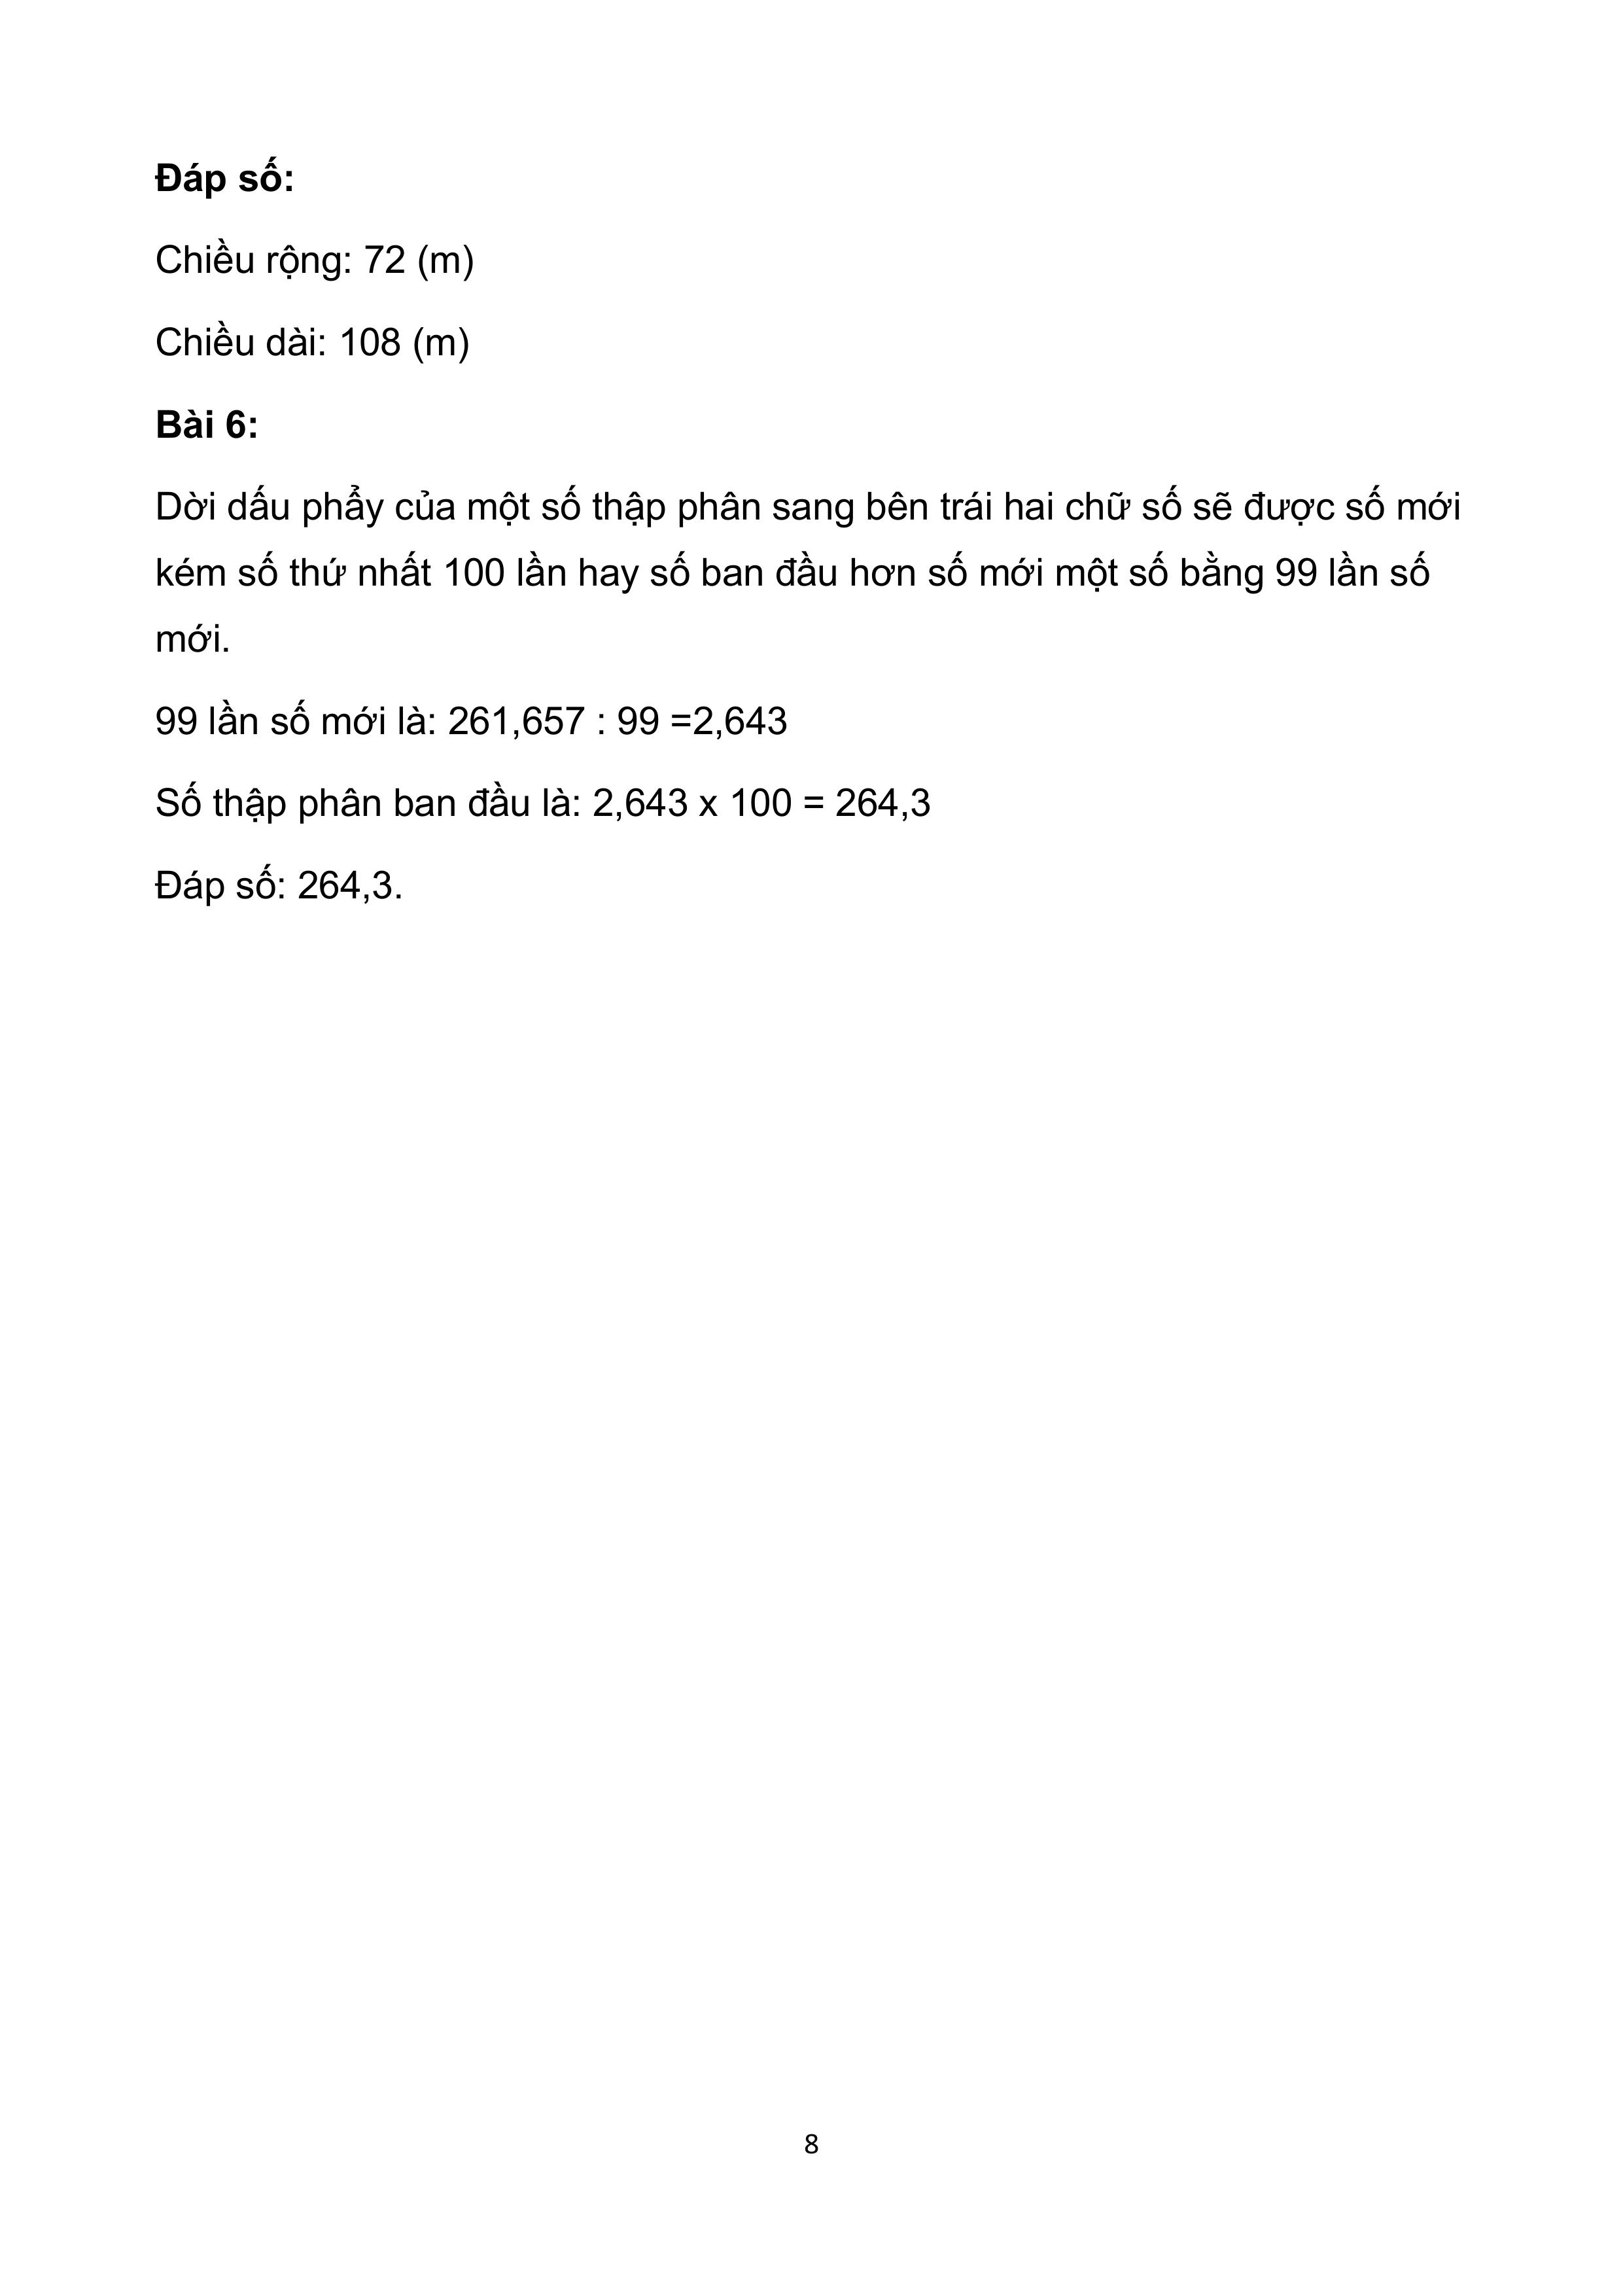 Đáp số:
Chiều rộng: 72 (m)
Chiều dài: 108 (m)
Bài 6:
Dời dấu phẩy của một số thập phân sang bên trái hai chữ số sẽ được số mới
kém số thứ nhất 100 lần hay số ban đầu hơn số mới một số bằng 99 lần số
mới.
99 lần số mới là: 261,657 : 99 =2,643
Số thập phân ban đầu là: 2,643 x 100 = 264,3
Đáp số: 264,3.
8